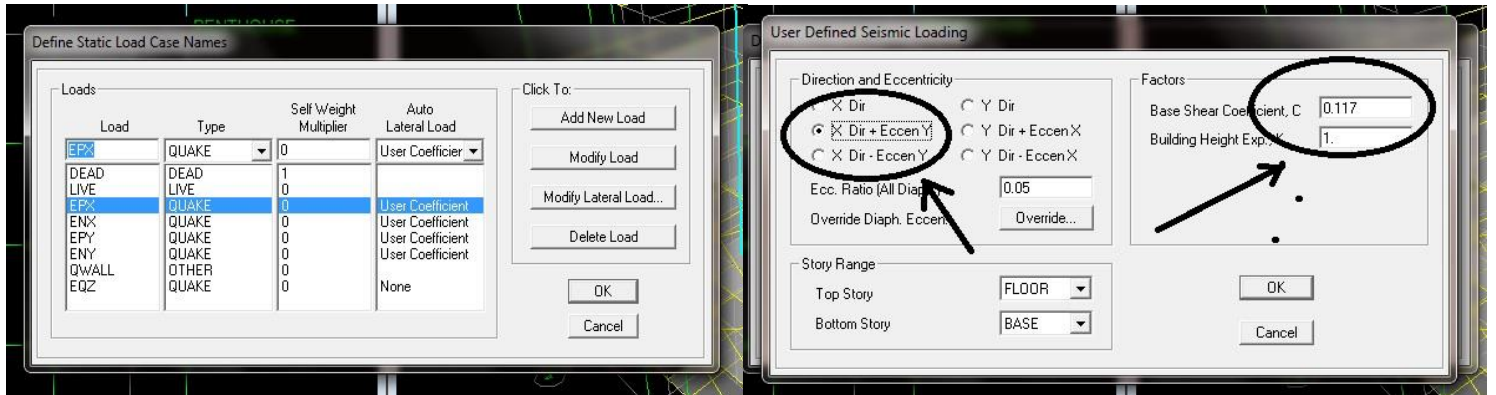 PENTHOUSE
Define Static Load Case Names
Loads
Click To:
Load Type Self Weight Multiplier Auto Lateral Load
EPX QUAKE 0 User Coefficier
DEAD DEAD 1
LIVE LIVE 0
EPX QUAKE 0 User Coefficient
ENX QUAKE 0 User Coefficient
EPY QUAKE 0 User Coefficient
ENY QUAKE 0 User Coefficient
QWALL OTHER 0
EQZ QUAKE 0 None
Add New Load
Modify Load
Modify Lateral Load...
Delete Load
OK
Cancel
User Defined Seismic Loading
Direction and Eccentricity
X Dir Y Dir
X Dir + Eccen Y Y Dir + Eccen X
X Dir - Eccen Y Y Dir - Eccen X
Ecc. Ratio (All Diaph.) 0.05
Override Diaph. Eccen. Override...
Story Range
Top Story FLOOR
Bottom Story BASE
Factors
Base Shear Coefficient, C 0.117
Building Height Exp., K 1.
OK
Cancel